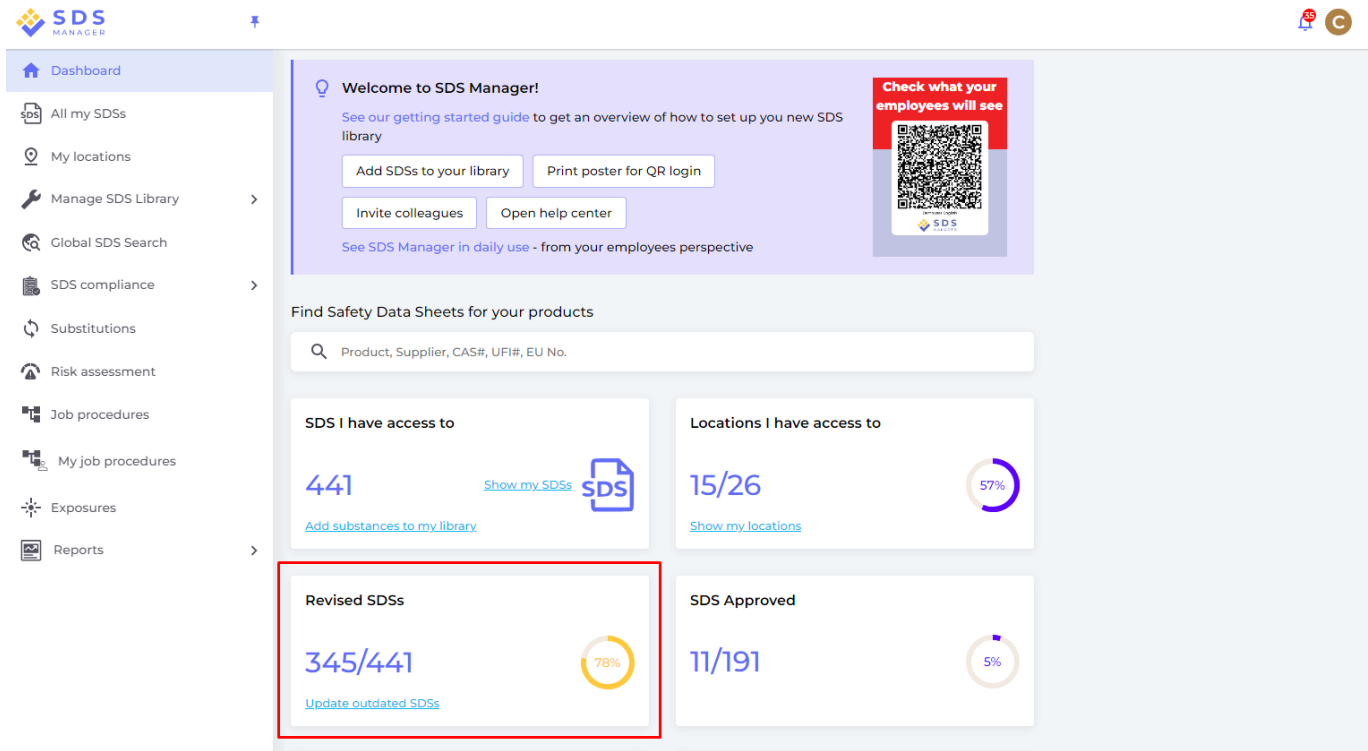 SDS
MANAGER
35
C
Dashboard
SDS
All my SDSs
My locations
Manage SDS Library
Global SDS Search
SDS compliance
Substitutions
Risk assessment
Job procedures
My job procedures
Exposures
Reports
Welcome to SDS Manager!
See our getting started guide to get an overview of how to set up you new SDS
library
Add SDSs to your library
Print poster for QR login
Invite colleagues
Open help center
See SDS Manager in daily use - from your employees perspective
Check what your
employees will see
SDS
MANAGER
Find Safety Data Sheets for your products
Product, Supplier, CAS#, UFI#, EU No.
SDS I have access to
441
Show my SDSs
SDS
Add substances to my library
Locations I have access to
15/26
57%
Show my locations
Revised SDSs
345/441
78%
Update outdated SDSs
SDS Approved
11/191
5%